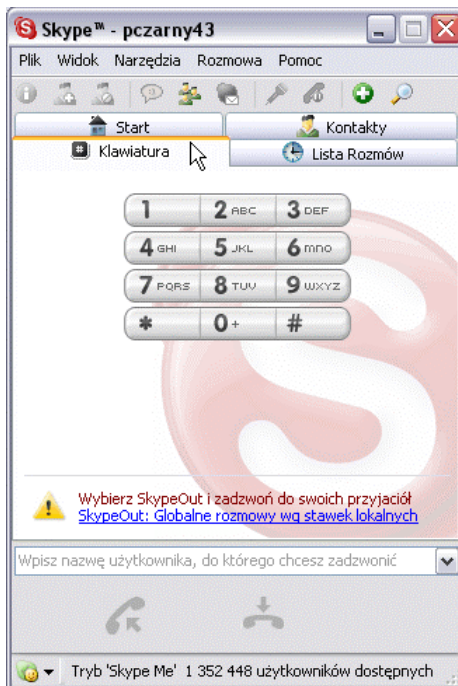 Skype™ - pczarny43
Plik Widok Narzędzia Rozmowa Pomoc
Start Kontakty
Klawiatura Lista Rozmów
1 2 ABC 3 DEF
4 GHI 5 JKL 6 mno
7 PQRS 8 TUV 9 WXYZ
* 0 + #
Wybierz SkypeOut i zadzwoń do swoich przyjaciół
SkypeOut: Globalne rozmowy wg stawek lokalnych
Wpisz nazwę użytkownika, do którego chcesz zadzwonić
Tryb 'Skype Me' 1 352 448 użytkowników dostępnych